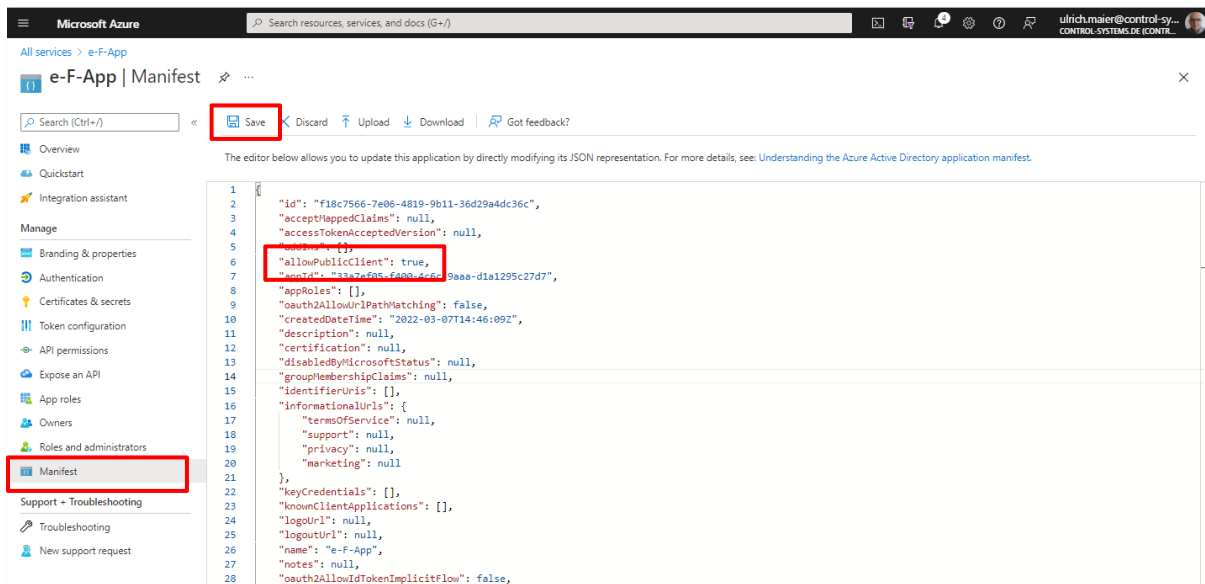 Microsoft Azure
Search resources, services, and docs (G+/)
4
ulrich.maier@control-sy...
CONTROL-SYSTEMS.DE (CONTR...
All services > e-F-App
e-F-App | Manifest
Search (Ctrl+/)
«
Save
Discard
Upload
Download
Got feedback?
Overview
Quickstart
Integration assistant
Manage
Branding & properties
Authentication
Certificates & secrets
Token configuration
API permissions
Expose an API
App roles
Owners
Roles and administrators
Manifest
Support + Troubleshooting
Troubleshooting
New support request
The editor below allows you to update this application by directly modifying its JSON representation. For more details, see: Understanding the Azure Active Directory application manifest.
1 {
2 "id": "f18c7566-7e06-4819-9b11-36d29a4dc36c",
3 "acceptMappedClaims": null,
4 "accessTokenAcceptedVersion": null,
5 "addIns": [],
6 "allowPublicClient": true,
7 "appId": "33a7ef05-f400-4c6c-9aaa-d1a1295c27d7",
8 "appRoles": [],
9 "oauth2AllowUrlPathMatching": false,
10 "createdDateTime": "2022-03-07T14:46:09Z",
11 "description": null,
12 "certification": null,
13 "disabledByMicrosoftStatus": null,
14 "groupMembershipClaims": null,
15 "identifierUris": [],
16 "informationalUrls": {
17 "termsOfService": null,
18 "support": null,
19 "privacy": null,
20 "marketing": null
21 },
22 "keyCredentials": [],
23 "knownClientApplications": [],
24 "logoUrl": null,
25 "logoutUrl": null,
26 "name": "e-F-App",
27 "notes": null,
28 "oauth2AllowIdTokenImplicitFlow": false,